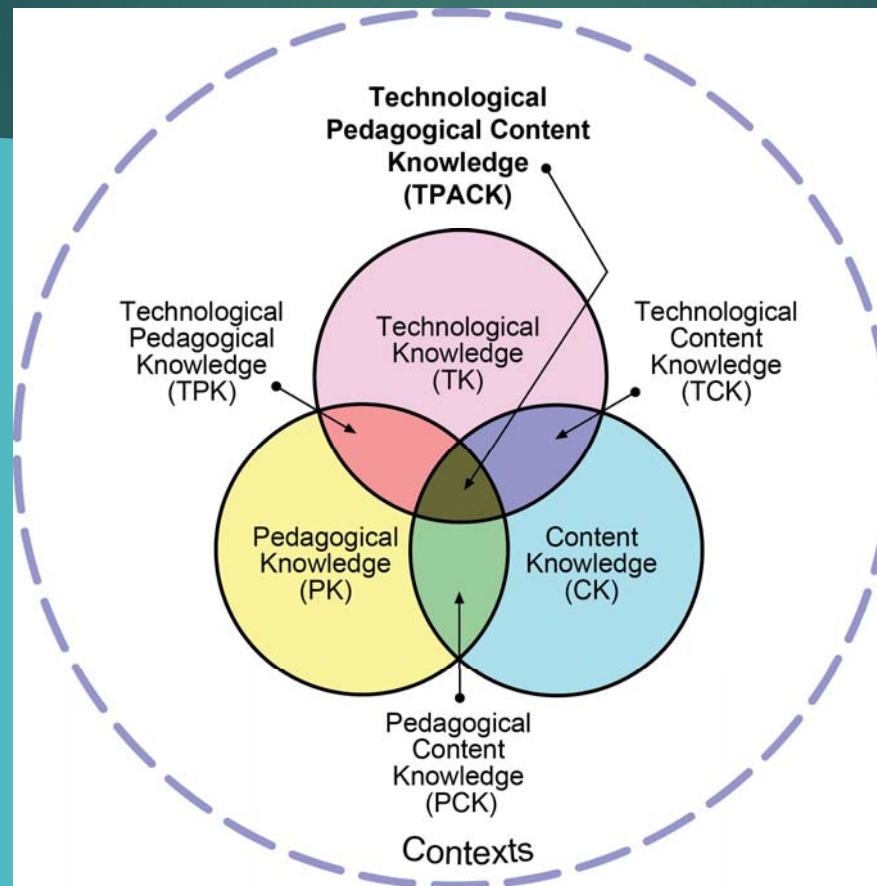 Technological
Pedagogical Content
Knowledge
(TPACK)
Technological
Pedagogical
Knowledge
(TPK)
Technological
Knowledge
(TK)
Technological
Content
Knowledge
(TCK)
Pedagogical
Knowledge
(PK)
Content
Knowledge
(CK)
Pedagogical
Content
Knowledge
(PCK)
Contexts